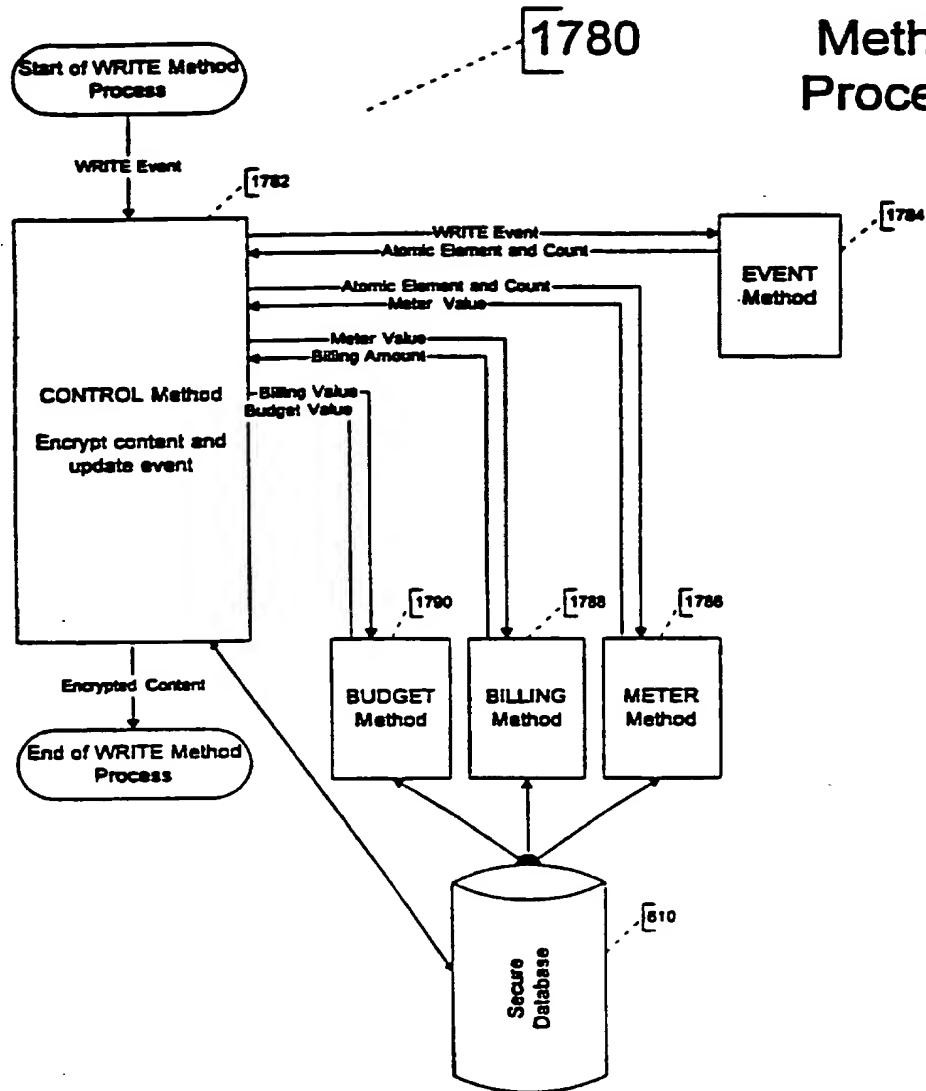 1780
Meth
Proce
Start of WRITE Method
Process
WRITE Event
1782
WRITE Event
Atomic Element and Count
1784
EVENT
Method
Atomic Element and Count
Meter Value
Meter Value
Billing Amount
Billing Value
Budget Value
CONTROL Method
Encrypt content and
update event
1790
1788
1786
BUDGET
Method
BILLING
Method
METER
Method
Encrypted Content
End of WRITE Method
Process
610
Secure
Database